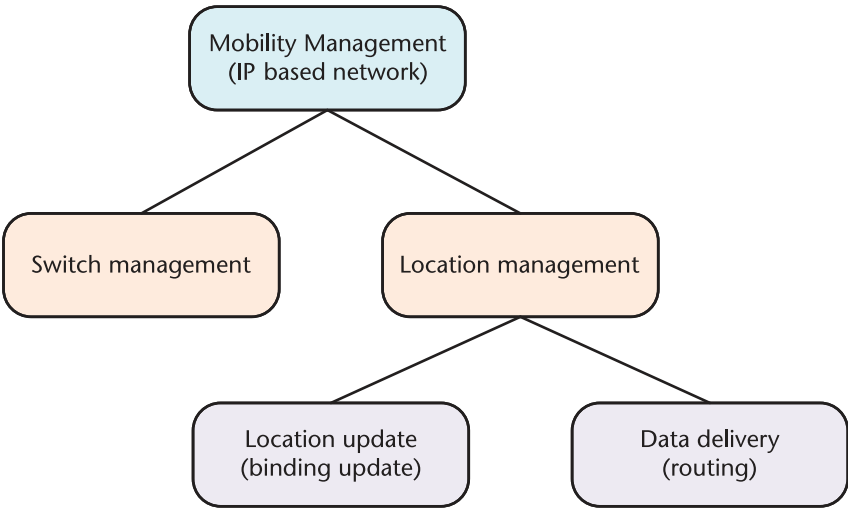 Mobility Management
(IP based network)
Switch management
Location management
Location update
(binding update)
Data delivery
(routing)